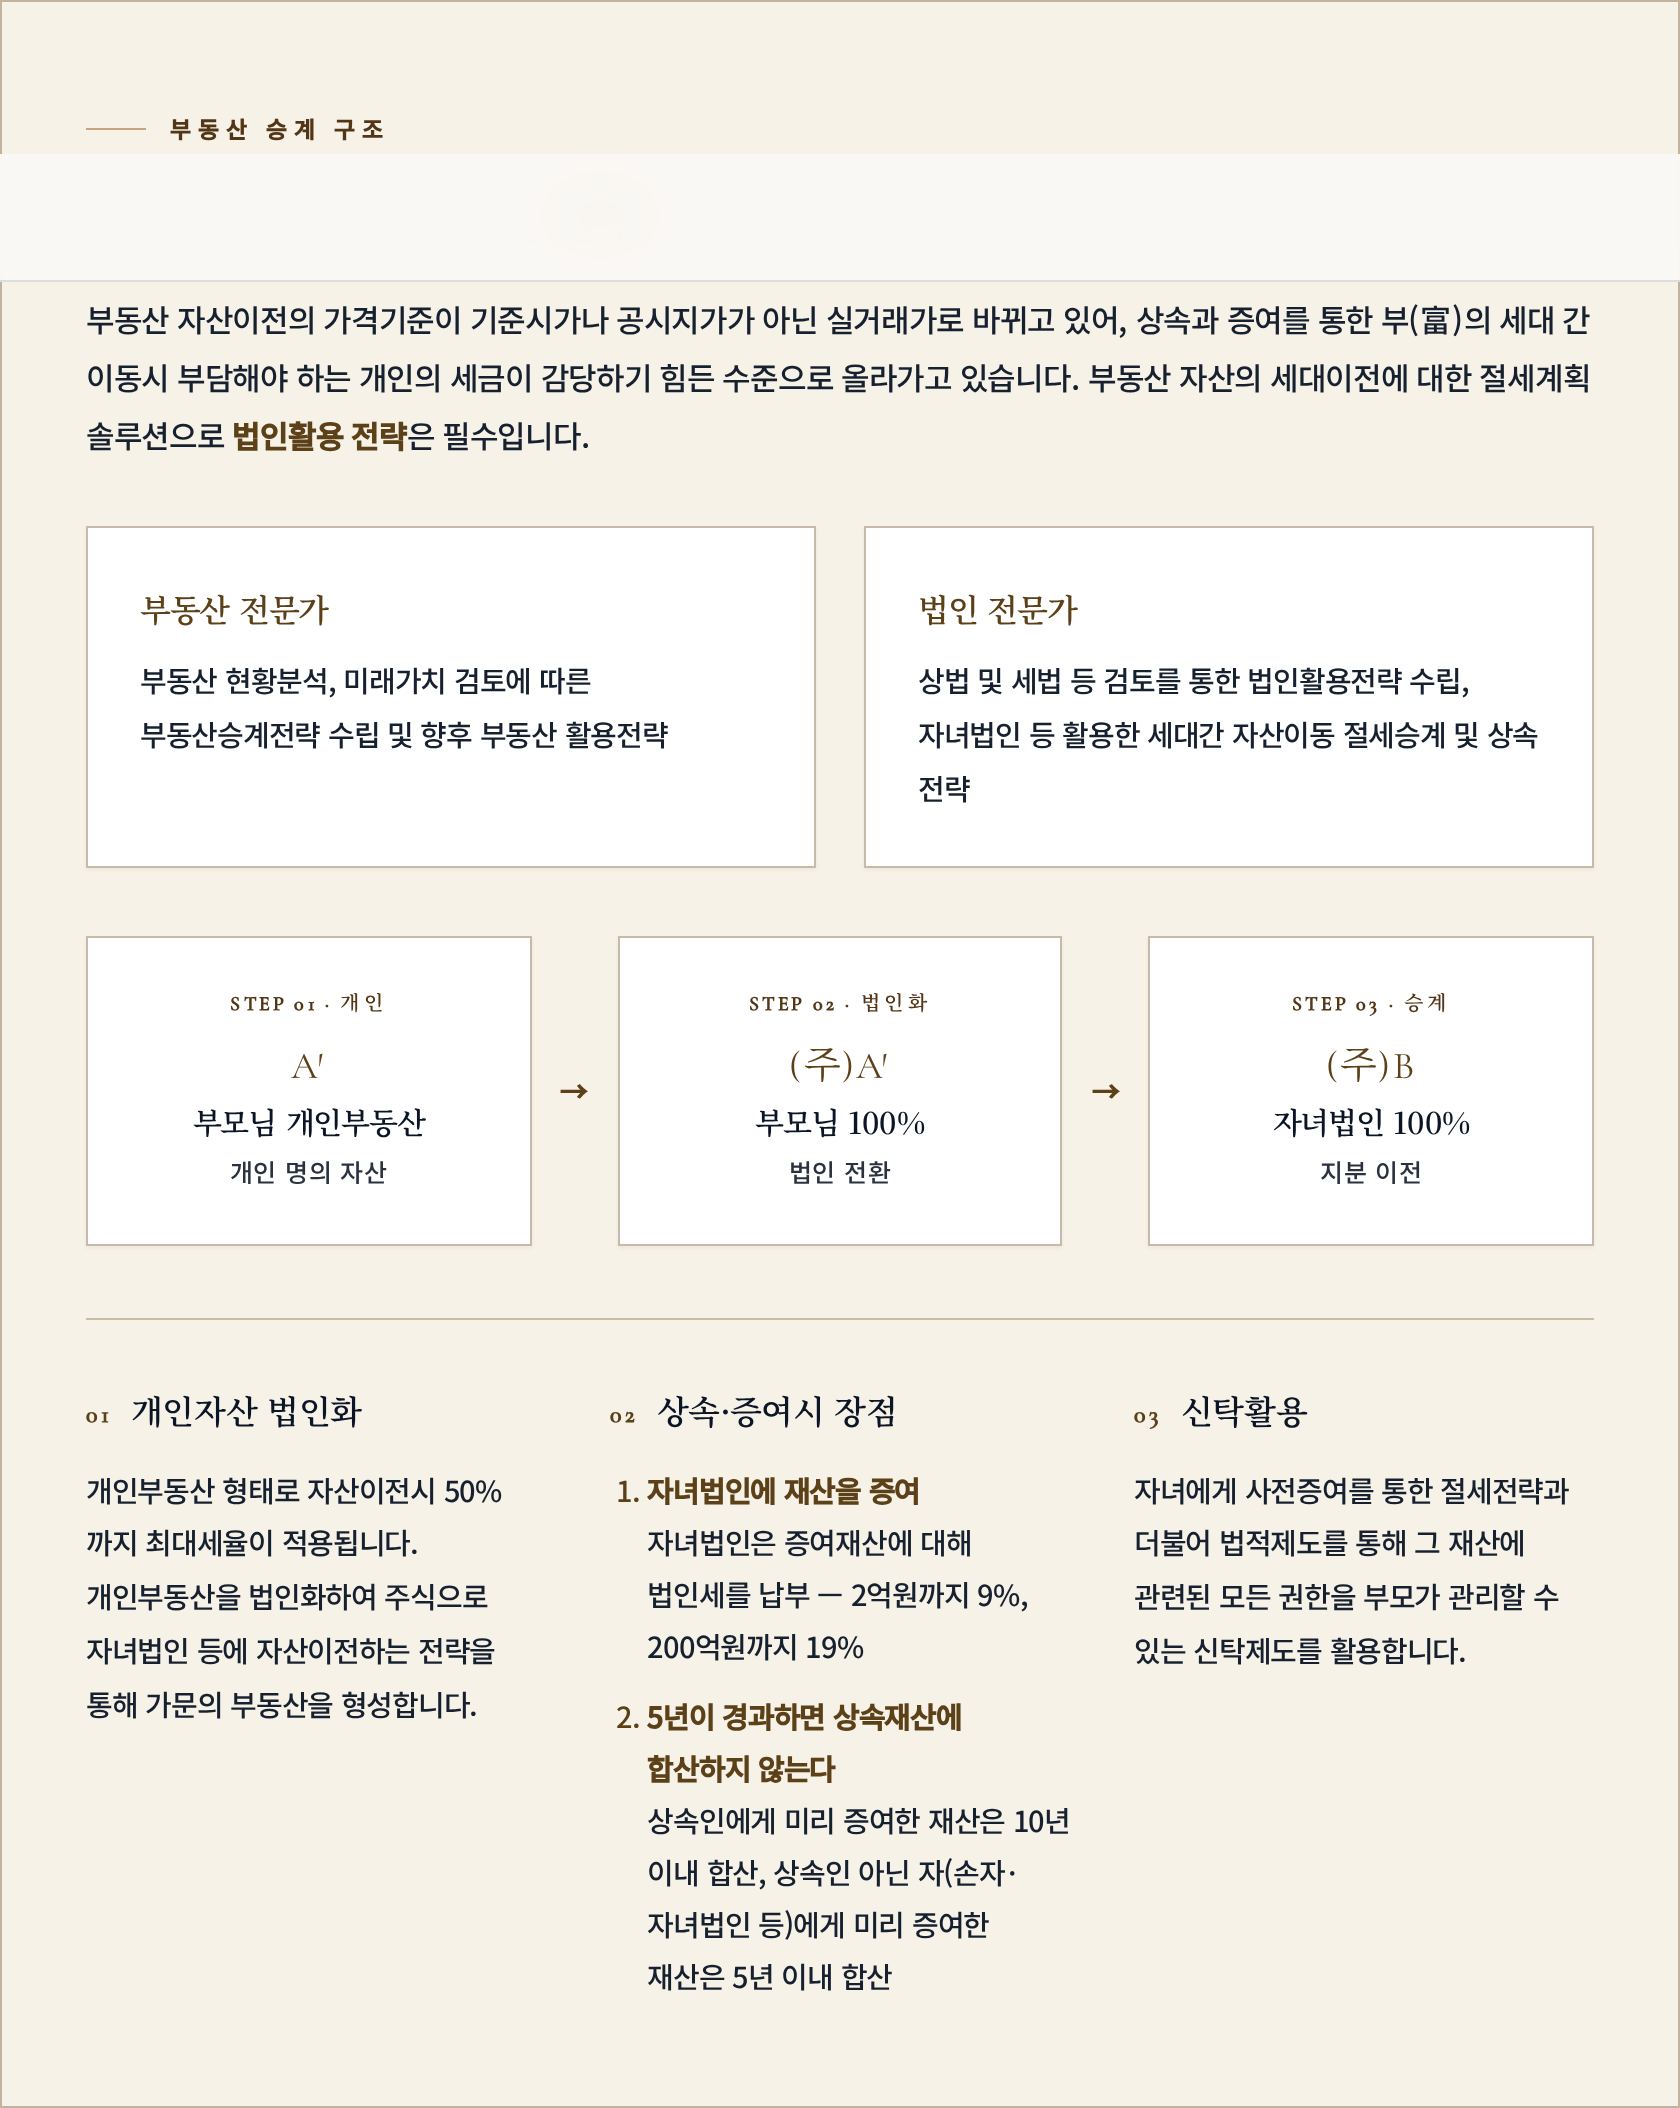 부동산 승계 구조
부동산 자산이전의 가격기준이 기준시가나 공시지가가 아닌 실거래가로 바뀌고 있어, 상속과 증여를 통한 부(富)의 세대 간
이동시 부담해야 하는 개인의 세금이 감당하기 힘든 수준으로 올라가고 있습니다. 부동산 자산의 세대이전에 대한 절세계획
솔루션으로 법인활용 전략은 필수입니다.
부동산 전문가
부동산 현황분석, 미래가치 검토에 따른
부동산승계전략 수립 및 향후 부동산 활용전략
법인 전문가
상법 및 세법 등 검토를 통한 법인활용전략 수립,
자녀법인 등 활용한 세대간 자산이동 절세승계 및 상속
전략
STEP 01 · 개인
A'
부모님 개인부동산
개인 명의 자산
→
STEP 02 · 법인화
(주)A'
부모님 100%
법인 전환
→
STEP 03 · 승계
(주)B
자녀법인 100%
지분 이전
01 개인자산 법인화
개인부동산 형태로 자산이전시 50%
까지 최대세율이 적용됩니다.
개인부동산을 법인화하여 주식으로
자녀법인 등에 자산이전하는 전략을
통해 가문의 부동산을 형성합니다.
02 상속·증여시 장점
1. 자녀법인에 재산을 증여
자녀법인은 증여재산에 대해
법인세를 납부 — 2억원까지 9%,
200억원까지 19%
2. 5년이 경과하면 상속재산에
합산하지 않는다
상속인에게 미리 증여한 재산은 10년
이내 합산, 상속인 아닌 자(손자·
자녀법인 등)에게 미리 증여한
재산은 5년 이내 합산
03 신탁활용
자녀에게 사전증여를 통한 절세전략과
더불어 법적제도를 통해 그 재산에
관련된 모든 권한을 부모가 관리할 수
있는 신탁제도를 활용합니다.